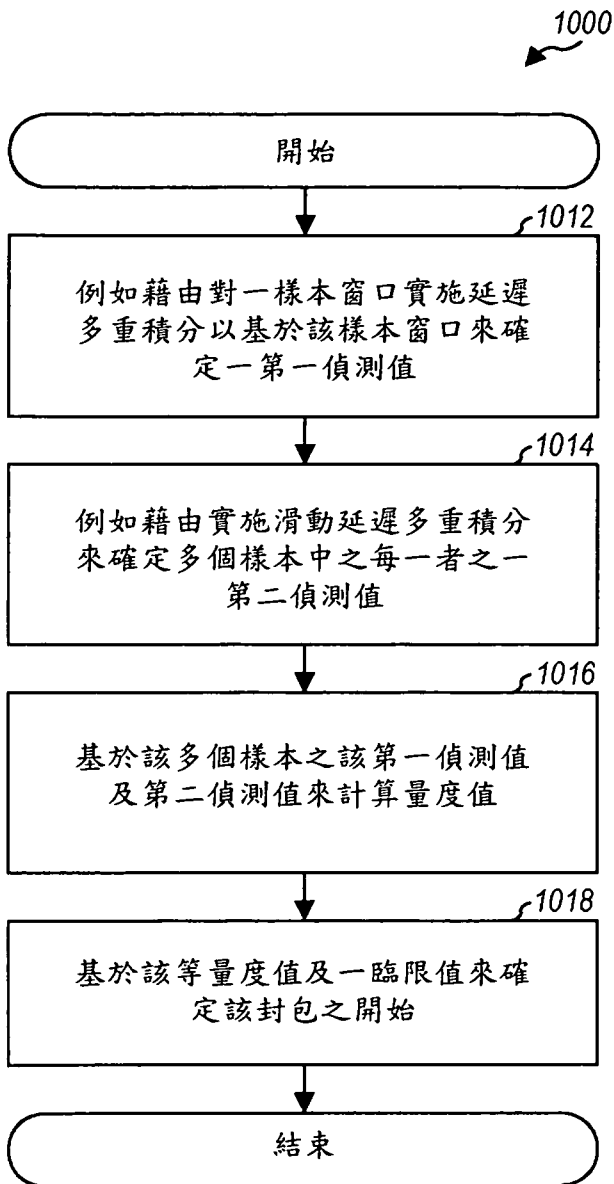 1000
開始
1012
例如藉由對一樣本窗口實施延遲
多重積分以基於該樣本窗口來確
定一第一偵測值
1014
例如藉由實施滑動延遲多重積分
來確定多個樣本中之每一者之一
第二偵測值
1016
基於該多個樣本之該第一偵測值
及第二偵測值來計算量度值
1018
基於該等量度值及一臨限值來確
定該封包之開始
結束